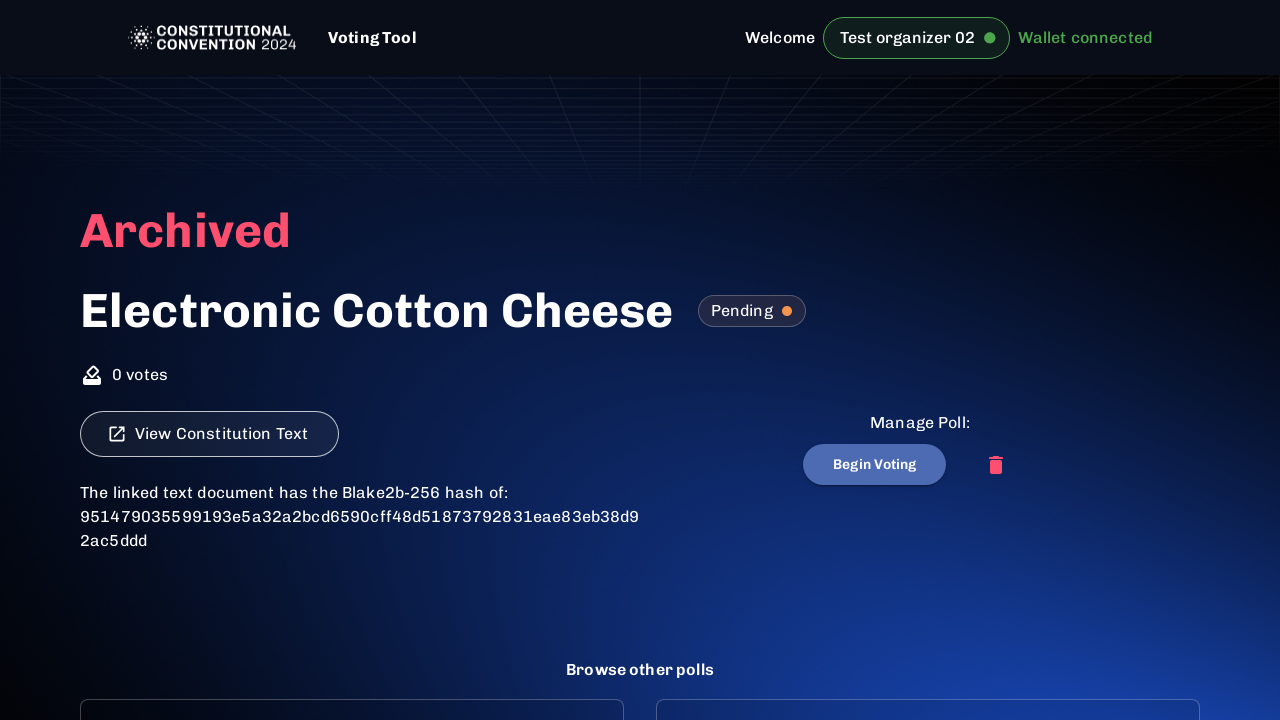 CONSTITUTIONAL
CONVENTION 2024
Voting Tool
Welcome
Test organizer 02
Wallet connected
Archived
Electronic Cotton Cheese
Pending
0 votes
View Constitution Text
Manage Poll:
Begin Voting
The linked text document has the Blake2b-256 hash of:
951479035599193e5a32a2bcd6590cff48d51873792831eae83eb38d9
2ac5ddd
Browse other polls